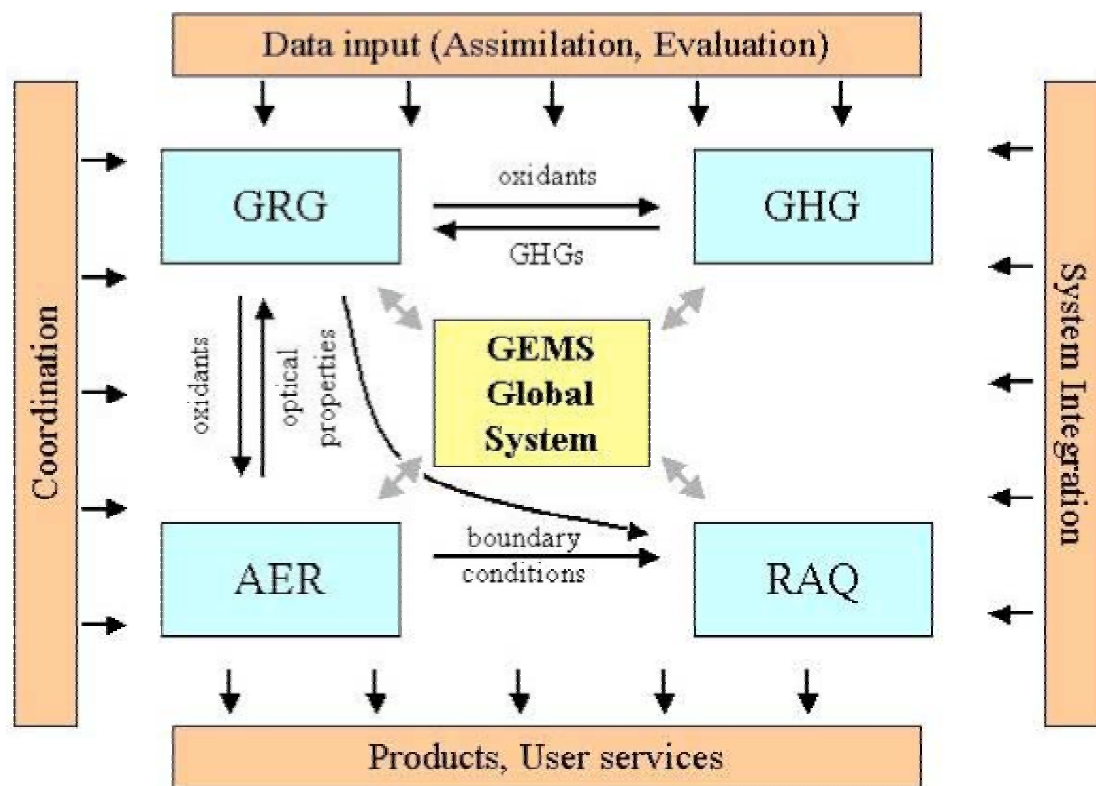 Data input (Assimilation, Evaluation)
Coordination
System Integration
GRG
oxidants
GHGs
GHG
oxidants
optical
properties
GEMS
Global
System
AER
boundary
conditions
RAQ
Products, User services